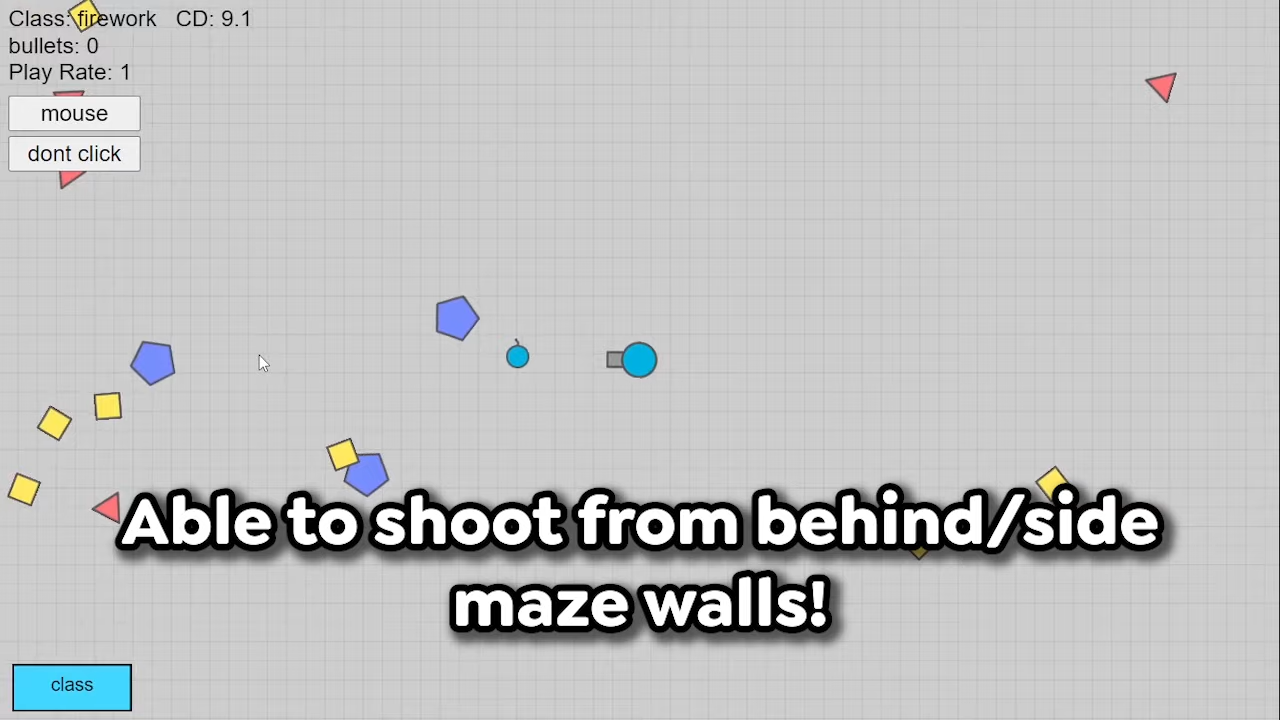 Class: firework CD: 9.1
bullets: 0
Play Rate: 1
mouse
dont click
Able to shoot from behind/side
maze walls!
class